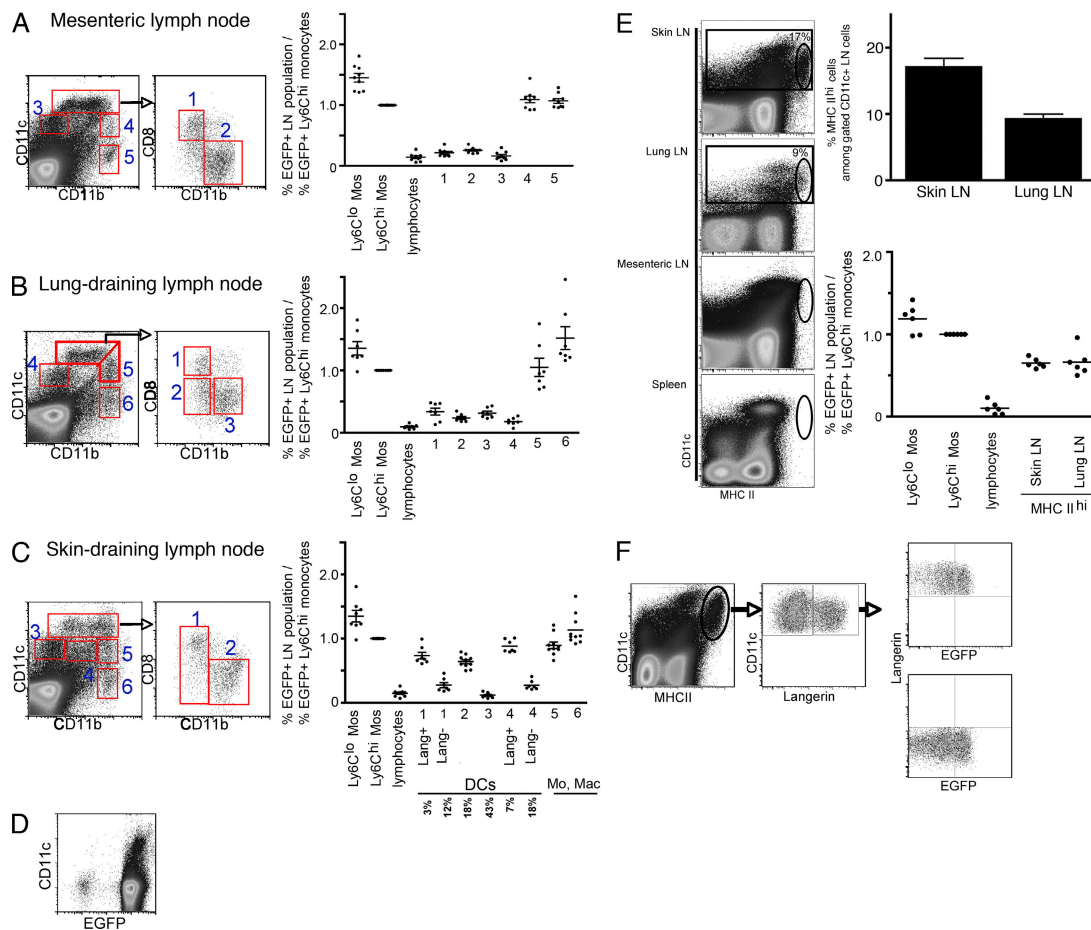 A Mesenteric lymph node
CD11c
CD11b
3
4
5
CD8
CD11b
1
2
% EGFP+ LN population /
% EGFP+ Ly6Chi monocytes
2.0
1.0
0
Ly6Clo Mos
Ly6Chi Mos
lymphocytes
1
2
3
4
5
B Lung-draining lymph node
CD11c
CD11b
4
5
6
CD8
CD11b
1
2
3
% EGFP+ LN population /
% EGFP+ Ly6Chi monocytes
2.0
1.0
0
Ly6Clo Mos
Ly6Chi Mos
lymphocytes
1
2
3
4
5
6
C Skin-draining lymph node
CD11c
CD11b
3
4
5
6
CD8
CD11b
1
2
% EGFP+ LN population /
% EGFP+ Ly6Chi monocytes
2.0
1.0
0
Ly6Clo Mos
Ly6Chi Mos
lymphocytes
1
Lang+
1
Lang-
2
3
4
Lang+
4
Lang-
5
6
DCs
Mo, Mac
3%
12%
18%
43%
7%
18%
D
CD11c
EGFP
E
Skin LN
17%
Lung LN
9%
Mesenteric LN
Spleen
CD11c
MHC II
% MHC IIhi cells
among gated CD11c+ LN cells
20
10
0
Skin LN
Lung LN
% EGFP+ LN population /
% EGFP+ Ly6Chi monocytes
2.0
1.0
0
Ly6Clo Mos
Ly6Chi Mos
lymphocytes
Skin LN
Lung LN
MHC IIhi
F
CD11c
MHCII
CD11c
Langerin
Langerin
EGFP
EGFP